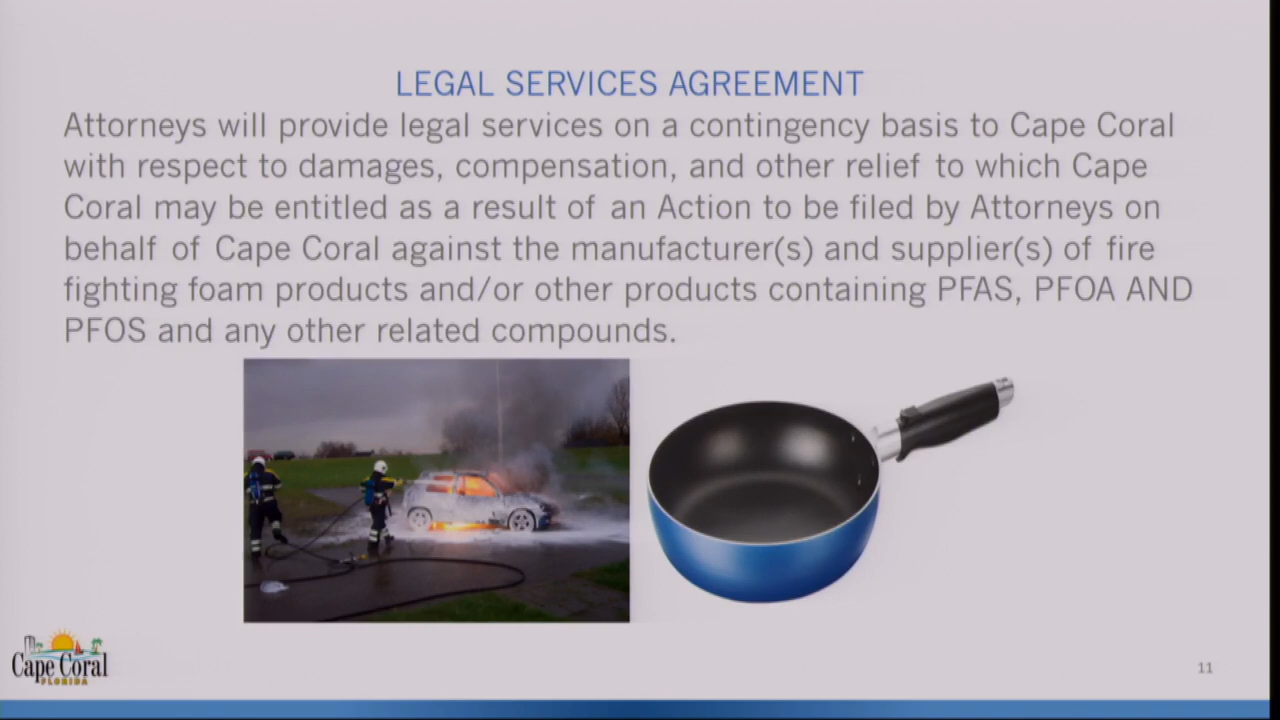 LEGAL SERVICES AGREEMENT
Attorneys will provide legal services on a contingency basis to Cape Coral
with respect to damages, compensation, and other relief to which Cape
Coral may be entitled as a result of an Action to be filed by Attorneys on
behalf of Cape Coral against the manufacturer(s) and supplier(s) of fire
fighting foam products and/or other products containing PFAS, PFOA AND
PFOS and any other related compounds.
Cape Coral
FLORIDA
11